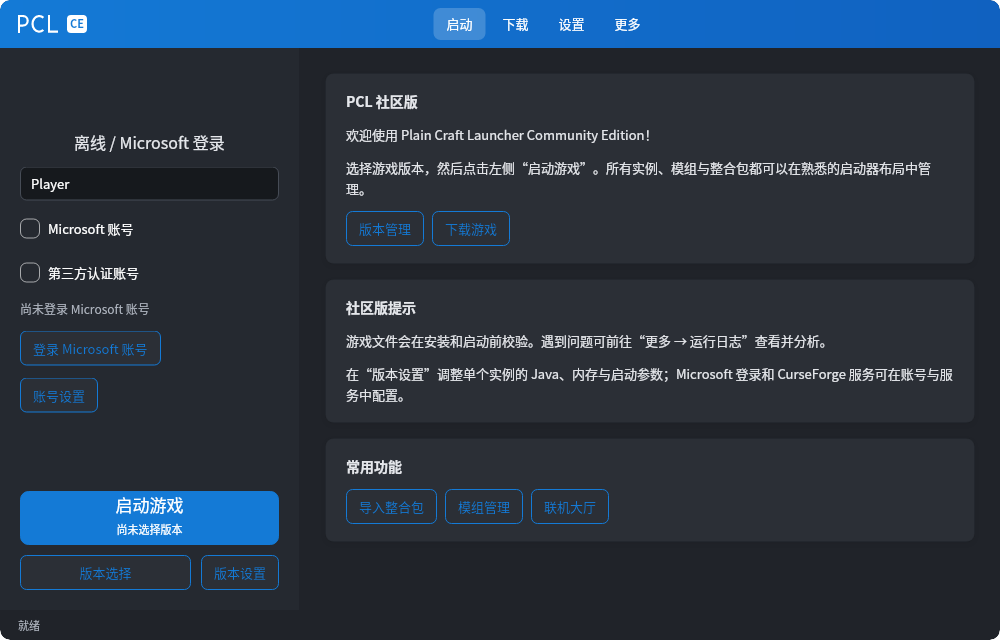 PCL CE
启动 下载 设置 更多
离线 / Microsoft 登录
Player
Microsoft 账号
第三方认证账号
尚未登录 Microsoft 账号
登录 Microsoft 账号
账号设置
启动游戏
尚未选择版本
版本选择 版本设置
PCL 社区版
欢迎使用 Plain Craft Launcher Community Edition！
选择游戏版本，然后点击左侧“启动游戏”。所有实例、模组与整合包都可以在熟悉的启动器布局中管
理。
版本管理 下载游戏
社区版提示
游戏文件会在安装和启动前校验。遇到问题可前往“更多 → 运行日志”查看并分析。
在“版本设置”调整单个实例的 Java、内存与启动参数；Microsoft 登录和 CurseForge 服务可在账号与服
务中配置。
常用功能
导入整合包 模组管理 联机大厅
就绪